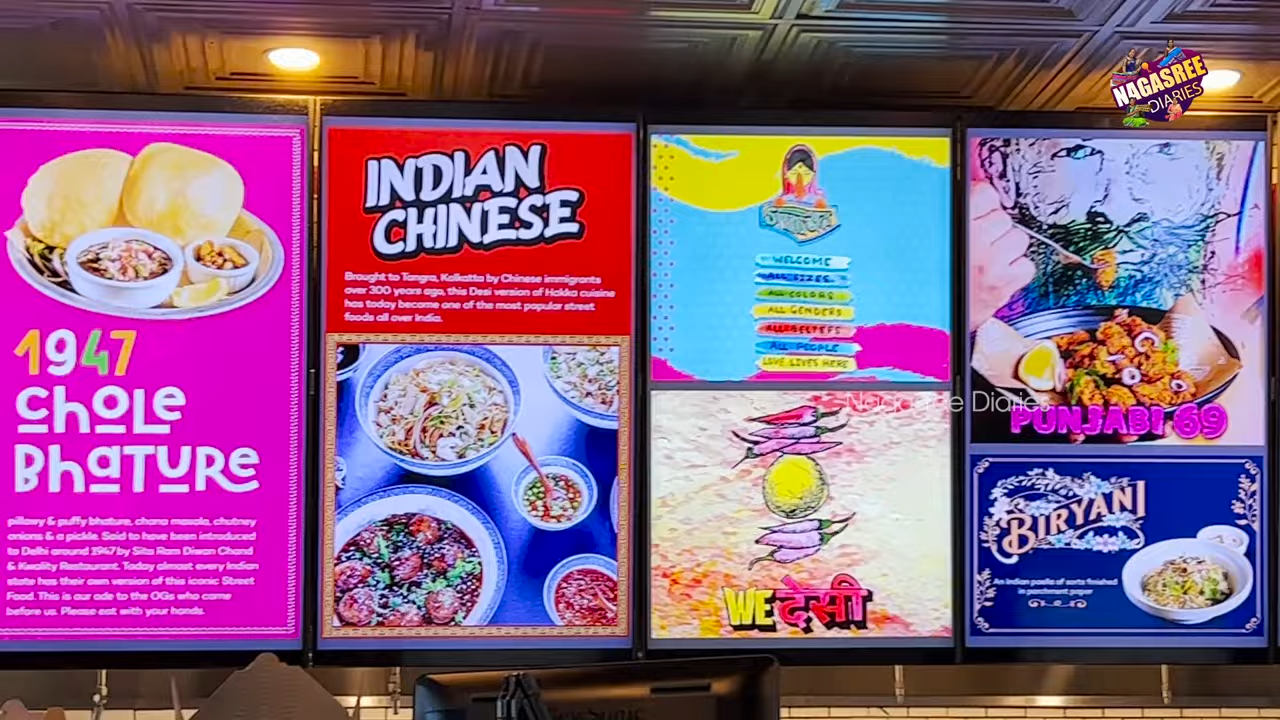 NAGASREE
DIARIES
1947
chole
Bhature
pillowy & puffy bhature, chana masala, chutney
onions & a pickle. Said to have been introduced
to Delhi around 1947 by Sita Ram Diwan Chand
& Kwality Restaurant. Today almost every Indian
state has their own version of this iconic Street
Food. This is our ode to the OGs who came
before us. Please eat with your hands.
INDIAN
CHINESE
Brought to Tangra, Kolkatta by Chinese immigrants
over 300 years ago, this Desi version of Hakka cuisine
has today become one of the most popular street
foods all over India.
WELCOME
ALL SIZES
ALL COLORS
ALL GENDERS
ALL BELIEFS
ALL PEOPLE
LOVE LIVES HERE
Nagasree Diaries
WE देसी
PUNJABI 69
BIRYANI
An Indian paella of sorts finished
in parchment paper